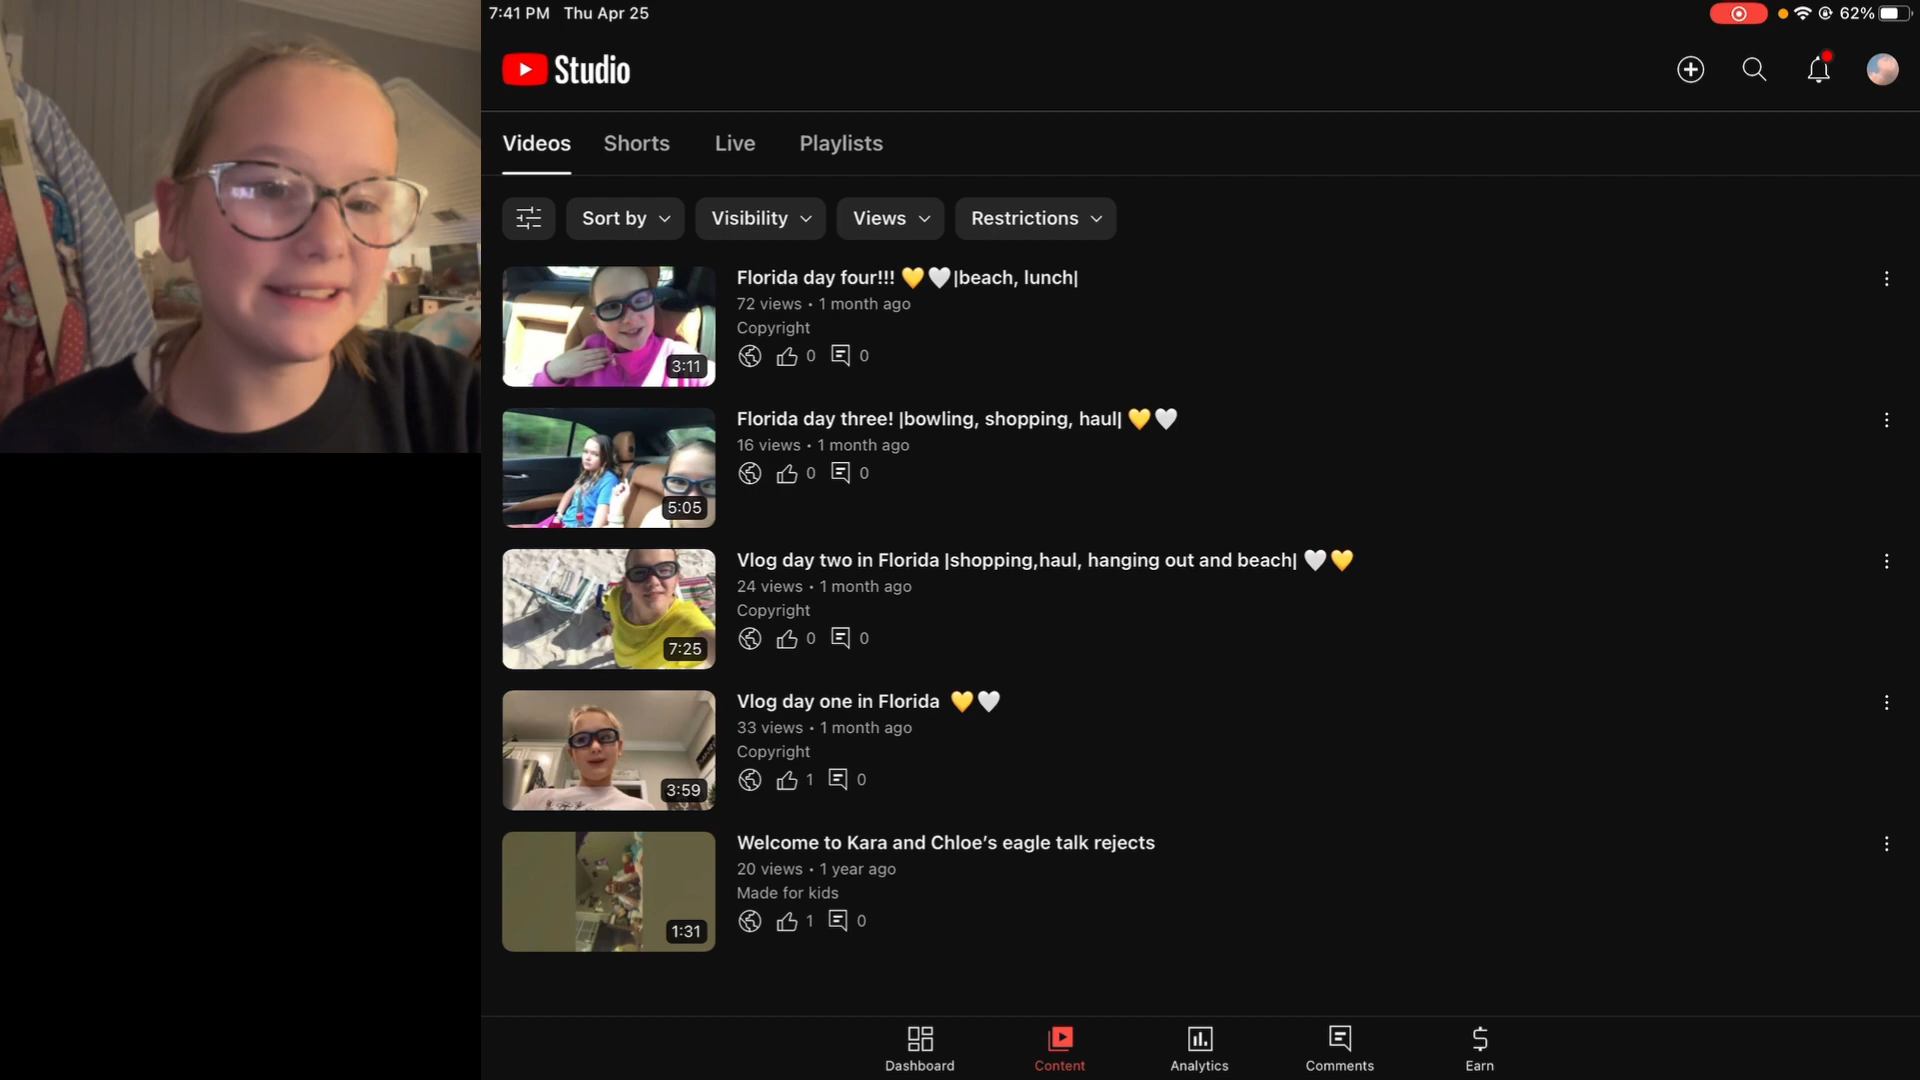 7:41 PM Thu Apr 25
62%
Studio
Videos Shorts Live Playlists
Sort by Visibility Views Restrictions
Florida day four!!! 💛🤍|beach, lunch|
72 views • 1 month ago
Copyright
0 0
3:11
Florida day three! |bowling, shopping, haul| 💛🤍
16 views • 1 month ago
0 0
5:05
Vlog day two in Florida |shopping,haul, hanging out and beach| 🤍💛
24 views • 1 month ago
Copyright
0 0
7:25
Vlog day one in Florida 💛🤍
33 views • 1 month ago
Copyright
1 0
3:59
Welcome to Kara and Chloe’s eagle talk rejects
20 views • 1 year ago
Made for kids
1 0
1:31
Dashboard Content Analytics Comments Earn